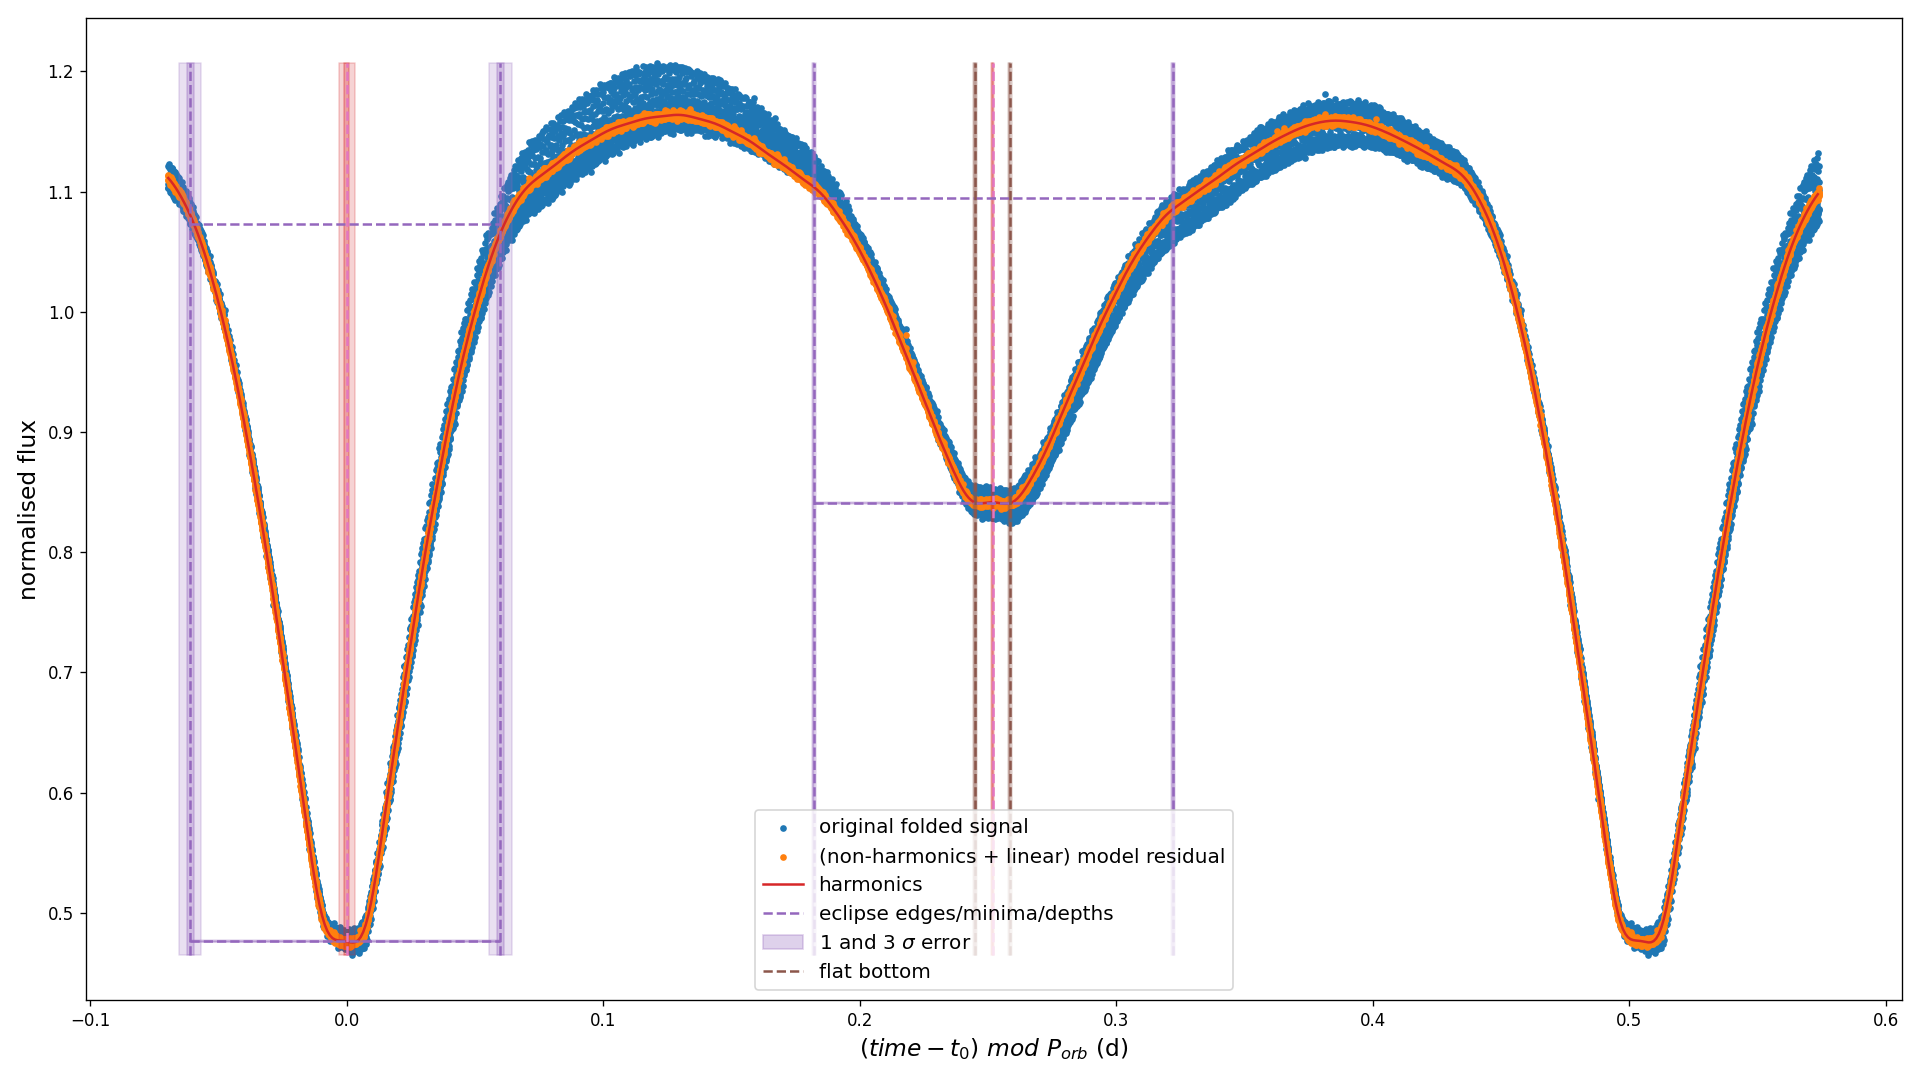 normalised flux
1.2
1.1
1.0
0.9
0.8
0.7
0.6
0.5
original folded signal
(non-harmonics + linear) model residual
harmonics
eclipse edges/minima/depths
1 and 3 σ error
flat bottom
−0.1 0.0 0.1 0.2 0.3 0.4 0.5 0.6
(time − t₀) mod Pₒᵣᵦ (d)